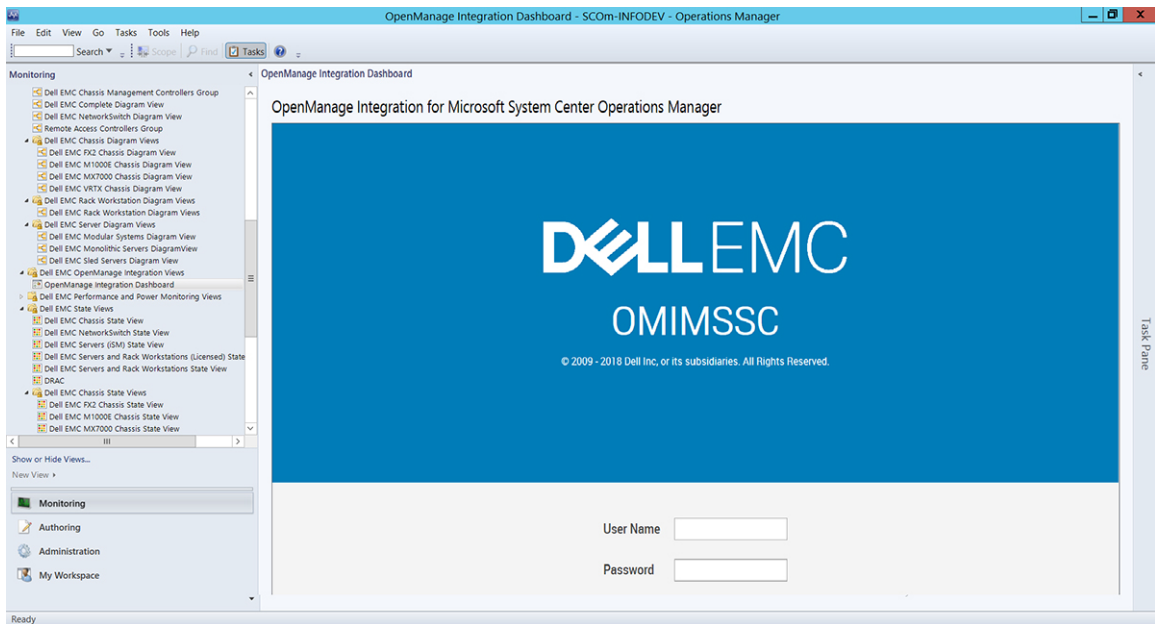 OpenManage Integration Dashboard - SCOm-INFODEV - Operations Manager
File Edit View Go Tasks Tools Help
Search Scope Find Tasks
Monitoring
Dell EMC Chassis Management Controllers Group
Dell EMC Complete Diagram View
Dell EMC NetworkSwitch Diagram View
Remote Access Controllers Group
Dell EMC Chassis Diagram Views
Dell EMC FX2 Chassis Diagram View
Dell EMC M1000E Chassis Diagram View
Dell EMC MX7000 Chassis Diagram View
Dell EMC VRTX Chassis Diagram View
Dell EMC Rack Workstation Diagram Views
Dell EMC Rack Workstation Diagram Views
Dell EMC Server Diagram Views
Dell EMC Modular Systems Diagram View
Dell EMC Monolithic Servers DiagramView
Dell EMC Sled Servers Diagram View
Dell EMC OpenManage Integration Views
OpenManage Integration Dashboard
Dell EMC Performance and Power Monitoring Views
Dell EMC State Views
Dell EMC Chassis State View
Dell EMC NetworkSwitch State View
Dell EMC Servers (iSM) State View
Dell EMC Servers and Rack Workstations (Licensed) State
Dell EMC Servers and Rack Workstations State View
DRAC
Dell EMC Chassis State Views
Dell EMC FX2 Chassis State View
Dell EMC M1000E Chassis State View
Dell EMC MX7000 Chassis State View
Show or Hide Views...
New View
Monitoring
Authoring
Administration
My Workspace
OpenManage Integration Dashboard
OpenManage Integration for Microsoft System Center Operations Manager
DELLEMC
OMIMSSC
© 2009 - 2018 Dell Inc, or its subsidiaries. All Rights Reserved.
User Name
Password
Task Pane
Ready